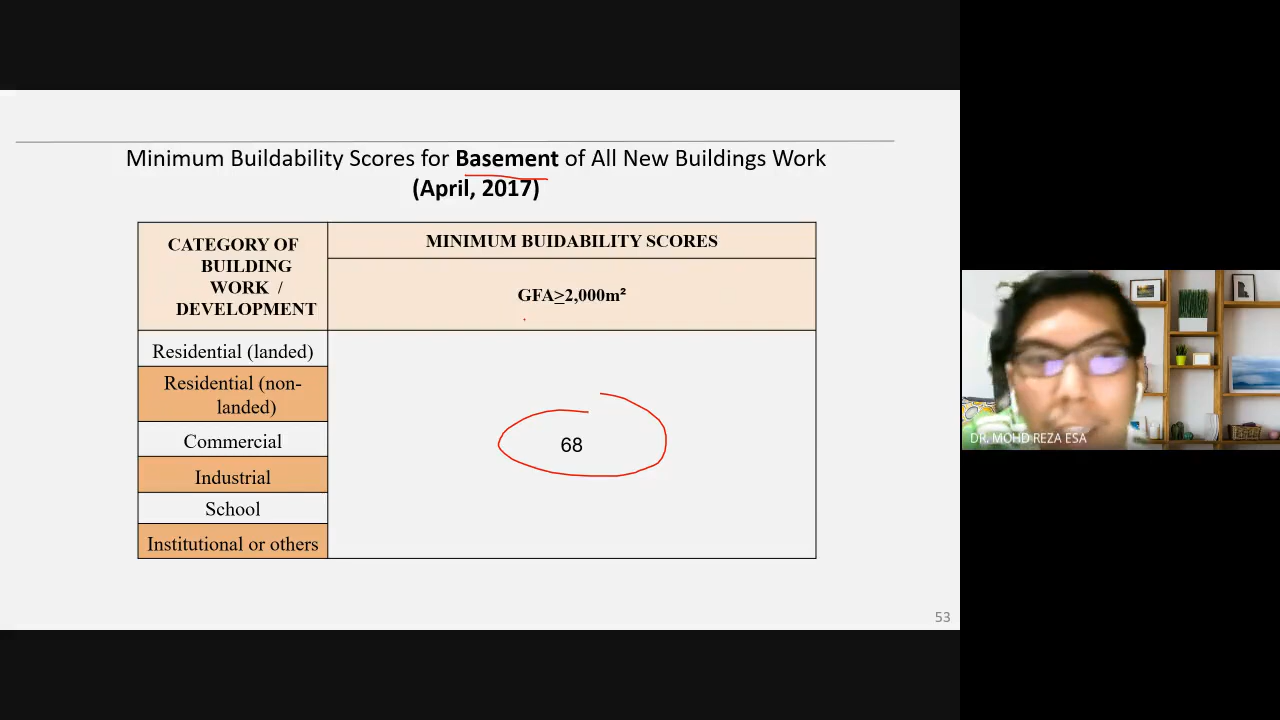 Minimum Buildability Scores for Basement of All New Buildings Work
(April, 2017)
CATEGORY OF
BUILDING
WORK /
DEVELOPMENT
MINIMUM BUIDABILITY SCORES
GFA≥2,000m²
Residential (landed)
Residential (non-
landed)
Commercial
Industrial
School
Institutional or others
68
53
DR. MOHD REZA ESA